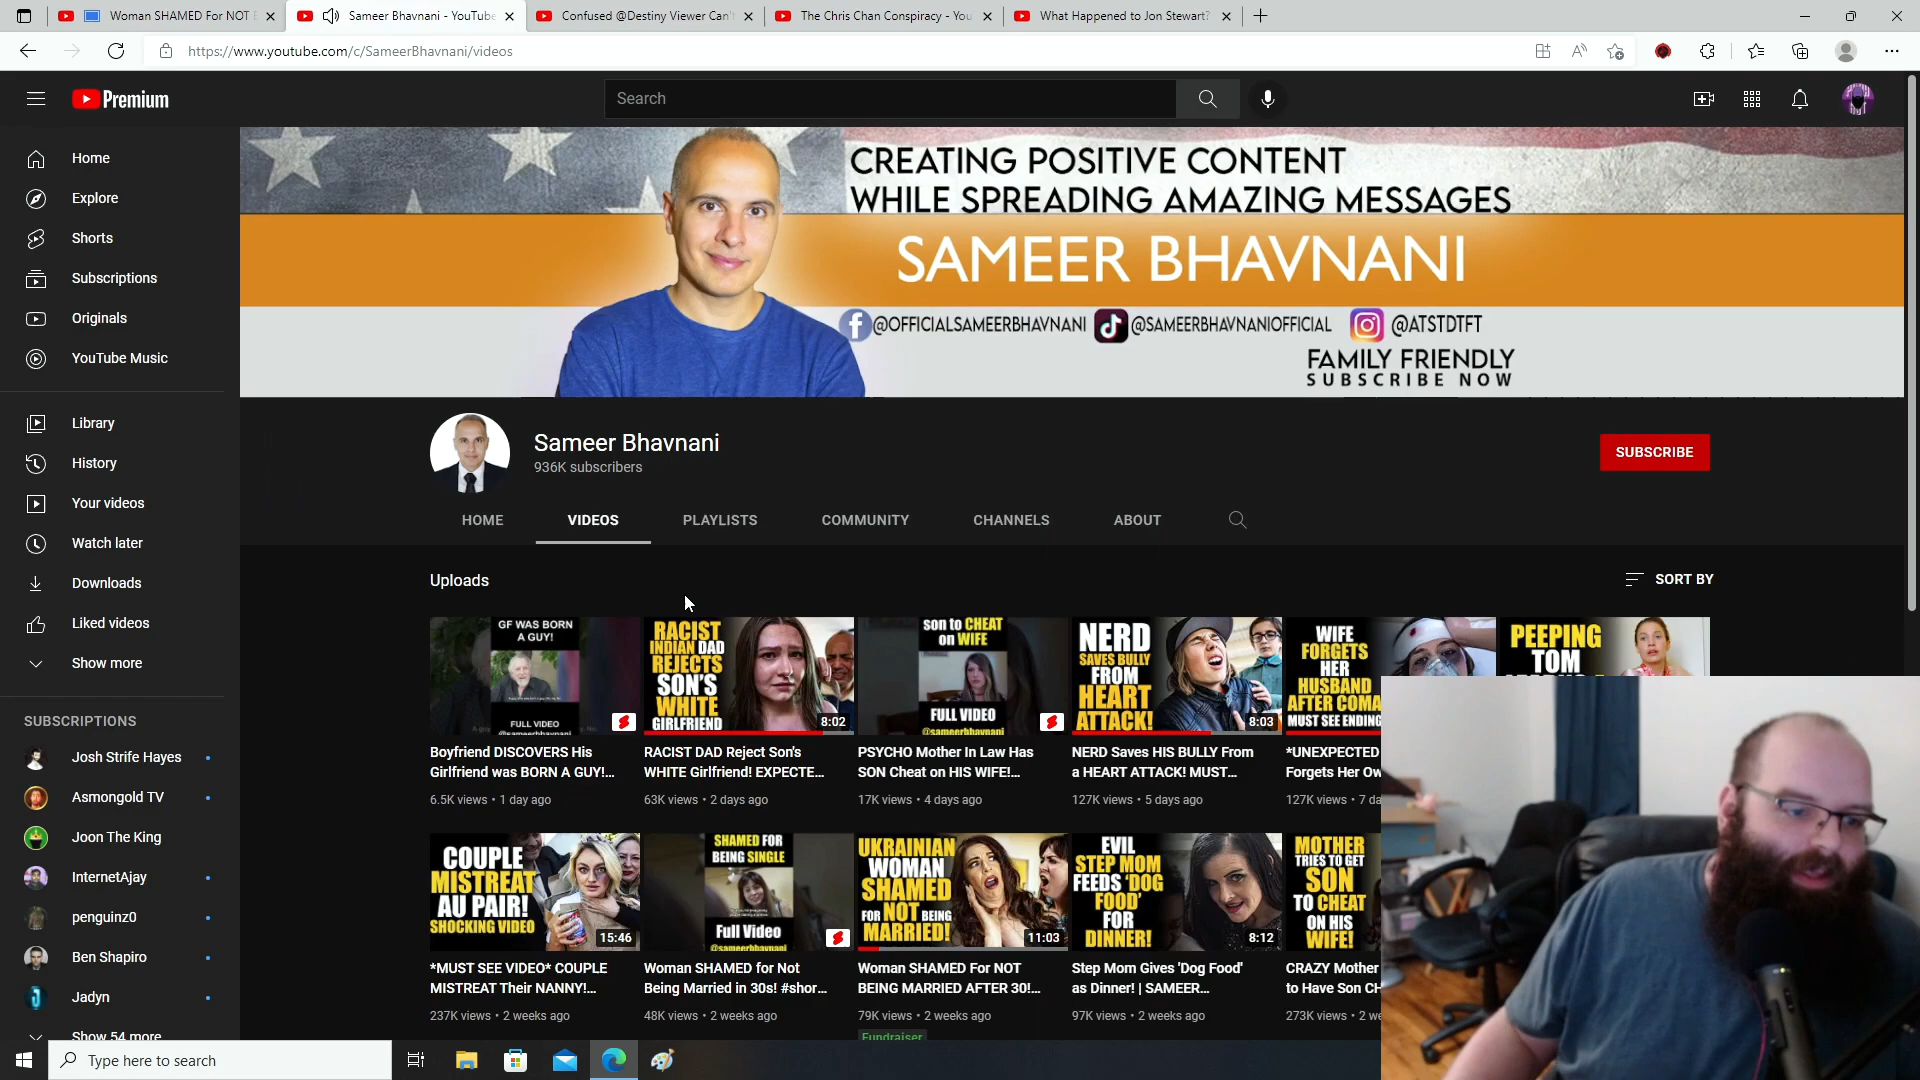 Woman SHAMED For NOT
Sameer Bhavnani - YouTube
Confused @Destiny Viewer Can't
The Chris Chan Conspiracy - You
What Happened to Jon Stewart?
https://www.youtube.com/c/SameerBhavnani/videos
Premium
Search
CREATING POSITIVE CONTENT
WHILE SPREADING AMAZING MESSAGES
SAMEER BHAVNANI
@OFFICIALSAMEERBHAVNANI
@SAMEERBHAVNANIOFFICIAL
@ATSTDTFT
FAMILY FRIENDLY
SUBSCRIBE NOW
Home
Explore
Shorts
Subscriptions
Originals
YouTube Music
Library
History
Your videos
Watch later
Downloads
Liked videos
Show more
SUBSCRIPTIONS
Josh Strife Hayes
Asmongold TV
Joon The King
InternetAjay
penguinz0
Ben Shapiro
Jadyn
Show 54 more
Sameer Bhavnani
936K subscribers
SUBSCRIBE
HOME
VIDEOS
PLAYLISTS
COMMUNITY
CHANNELS
ABOUT
Uploads
SORT BY
GF WAS BORN
A GUY!
FULL VIDEO
@sameerbhavnani
RACIST
INDIAN DAD
REJECTS
SON'S
WHITE
GIRLFRIEND
8:02
son to CHEAT
on WIFE
FULL VIDEO
@sameerbhavnani
NERD
SAVES BULLY
FROM
HEART
ATTACK!
8:03
WIFE
FORGETS
HER
HUSBAND
AFTER COMA
MUST SEE ENDING
PEEPING
TOM
Boyfriend DISCOVERS His
Girlfriend was BORN A GUY!...
6.5K views • 1 day ago
RACIST DAD Reject Son's
WHITE Girlfriend! EXPECTE...
63K views • 2 days ago
PSYCHO Mother In Law Has
SON Cheat on HIS WIFE!...
17K views • 4 days ago
NERD Saves HIS BULLY From
a HEART ATTACK! MUST...
127K views • 5 days ago
*UNEXPECTED
Forgets Her Ow
127K views • 7 da
COUPLE
MISTREAT
AU PAIR!
SHOCKING VIDEO
15:46
SHAMED FOR
BEING SINGLE
Full Video
@sameerbhavnani
UKRAINIAN
WOMAN
SHAMED
FOR NOT BEING
MARRIED!
11:03
EVIL
STEP MOM
FEEDS 'DOG
FOOD'
FOR
DINNER!
8:12
MOTHER
TRIES TO GET
SON
TO CHEAT
ON HIS
WIFE!
*MUST SEE VIDEO* COUPLE
MISTREAT Their NANNY!...
237K views • 2 weeks ago
Woman SHAMED for Not
Being Married in 30s! #shor...
48K views • 2 weeks ago
Woman SHAMED For NOT
BEING MARRIED AFTER 30!...
79K views • 2 weeks ago
Fundraiser
Step Mom Gives 'Dog Food'
as Dinner! | SAMEER...
97K views • 2 weeks ago
CRAZY Mother
to Have Son CH
273K views • 2 we
Type here to search